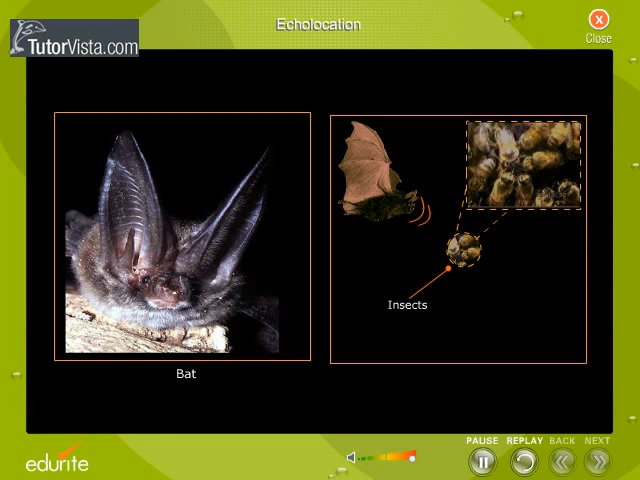 Echolocation
TutorVista.com
Close
Insects
Bat
edurite
PAUSE REPLAY BACK NEXT